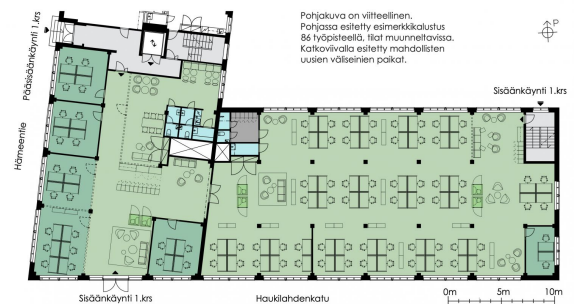 Pohjakuva on viitteellinen.
Pohjassa esitetty esimerkkikalustus
86 työpisteellä, tilat muunneltavissa.
Katkoviivalla esitetty mahdollisten
uusien väliseinien paikat.
P
Pääsisäänkäynti 1.krs
Sisäänkäynti 1.krs
Hämeentie
Sisäänkäynti 1.krs
Haukilahdenkatu
0m 5m 10m